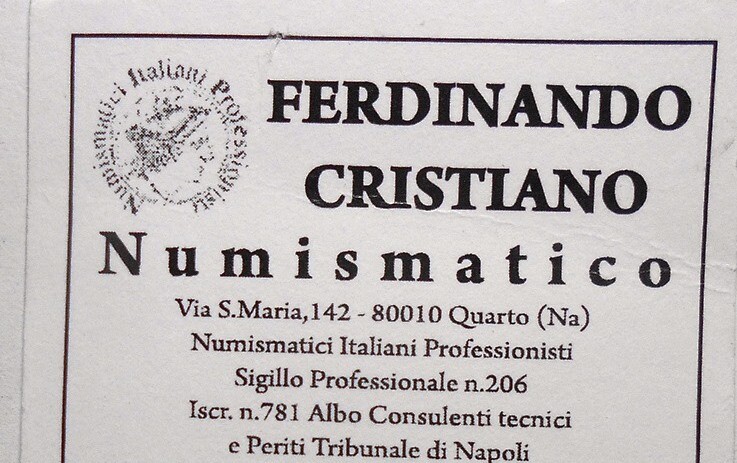 Numismatici Italiani Professionisti
FERDINANDO
CRISTIANO
Numismatico
Via S.Maria,142 - 80010 Quarto (Na)
Numismatici Italiani Professionisti
Sigillo Professionale n.206
Iscr. n.781 Albo Consulenti tecnici
e Periti Tribunale di Napoli